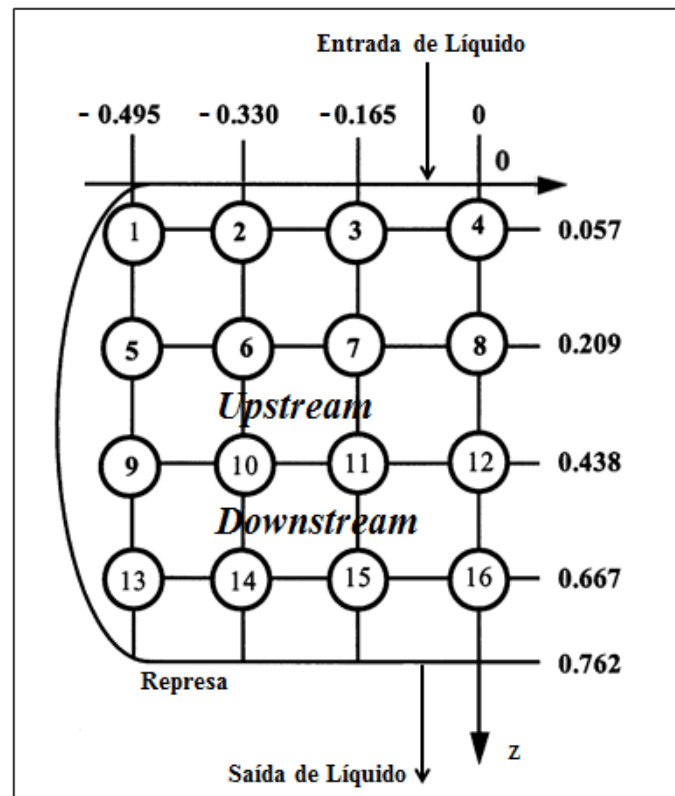 Entrada de Líquido
- 0.495 - 0.330 -0.165 0
0
1 2 3 4 0.057
5 6 7 8 0.209
Upstream
9 10 11 12 0.438
Downstream
13 14 15 16 0.667
0.762
Represa
z
Saída de Líquido